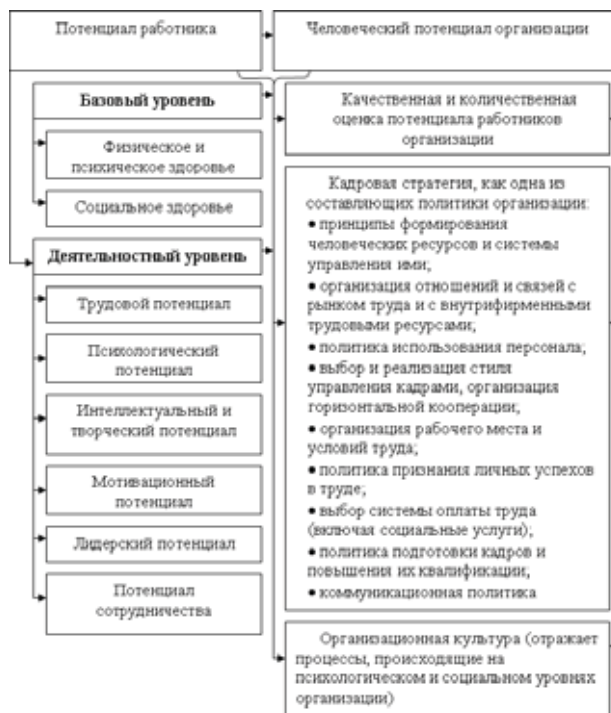 Потенциал работника
Человеческий потенциал организации
Базовый уровень
Физическое и
психическое здоровье
Социальное здоровье
Деятельностный уровень
Трудовой потенциал
Психологический
потенциал
Интеллектуальный и
творческий потенциал
Мотивационный
потенциал
Лидерский потенциал
Потенциал
сотрудничества
Качественная и количественная
оценка потенциала работников
организации
Кадровая стратегия, как одна из
составляющих политики организации:
● принципы формирования
человеческих ресурсов и системы
управления ими;
● организация отношений и связей с
рынком труда и с внутрифирменными
трудовыми ресурсами;
● политика использования персонала;
● выбор и реализация стиля
управления кадрами, организация
горизонтальной кооперации;
● организация рабочего места и
условий труда;
● политика признания личных успехов
в труде;
● выбор системы оплаты труда
(включая социальные услуги);
● политика подготовки кадров и
повышения их квалификации;
● коммуникационная политика
Организационная культура (отражает
процессы, происходящие на
психологическом и социальном уровнях
организации)